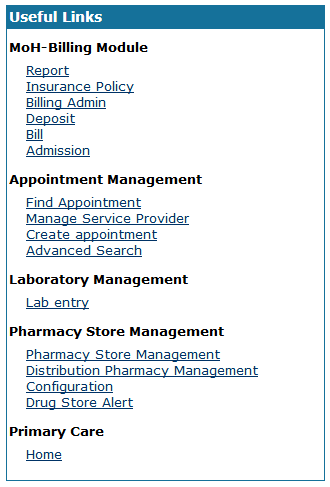 Useful Links
MoH-Billing Module
Report
Insurance Policy
Billing Admin
Deposit
Bill
Admission
Appointment Management
Find Appointment
Manage Service Provider
Create appointment
Advanced Search
Laboratory Management
Lab entry
Pharmacy Store Management
Pharmacy Store Management
Distribution Pharmacy Management
Configuration
Drug Store Alert
Primary Care
Home